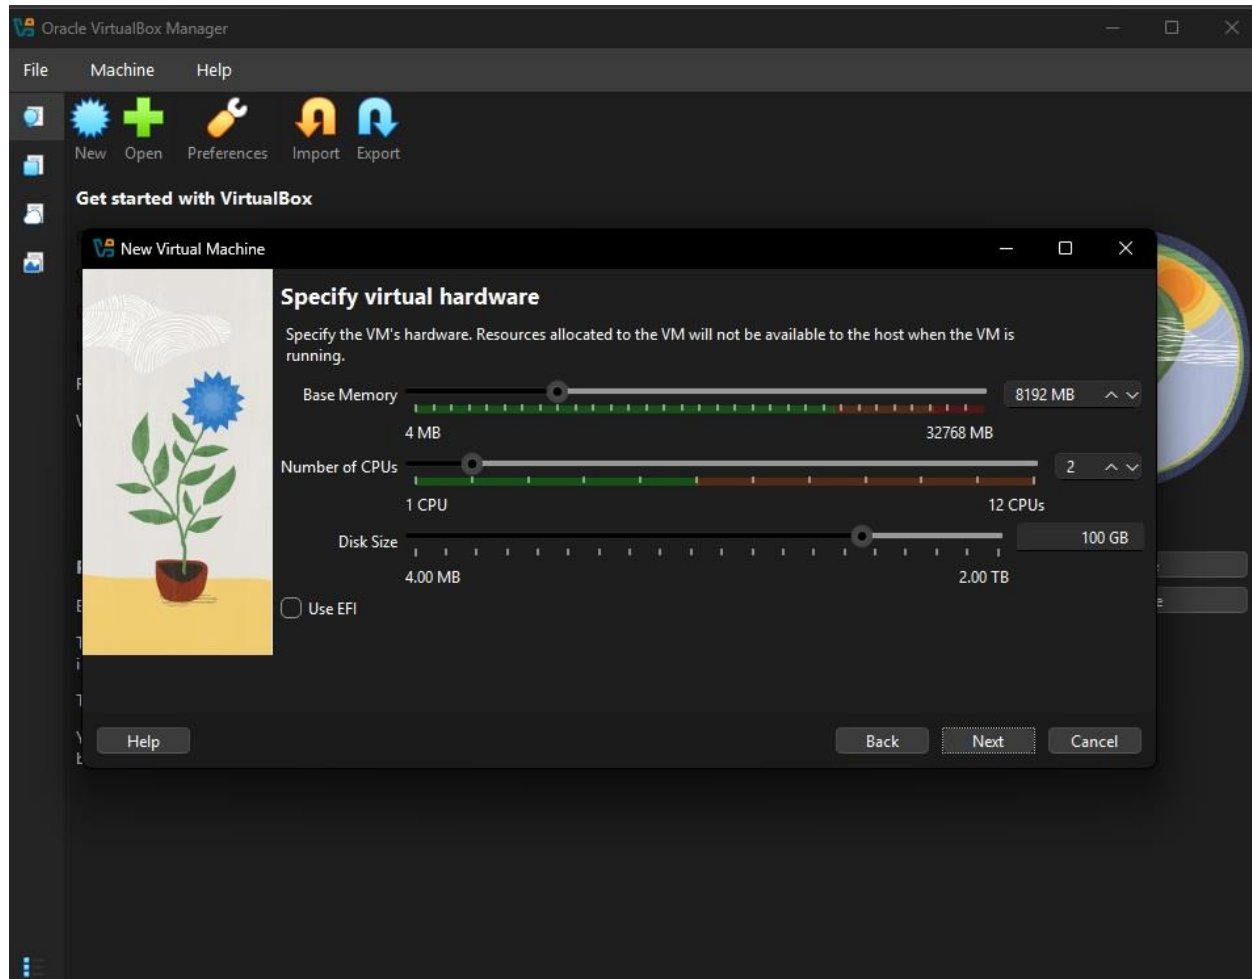 Oracle VirtualBox Manager
File Machine Help
New Open Preferences Import Export
Get started with VirtualBox
New Virtual Machine
Specify virtual hardware
Specify the VM's hardware. Resources allocated to the VM will not be available to the host when the VM is
running.
Base Memory 8192 MB
4 MB 32768 MB
Number of CPUs 2
1 CPU 12 CPUs
Disk Size 100 GB
4.00 MB 2.00 TB
Use EFI
Help Back Next Cancel